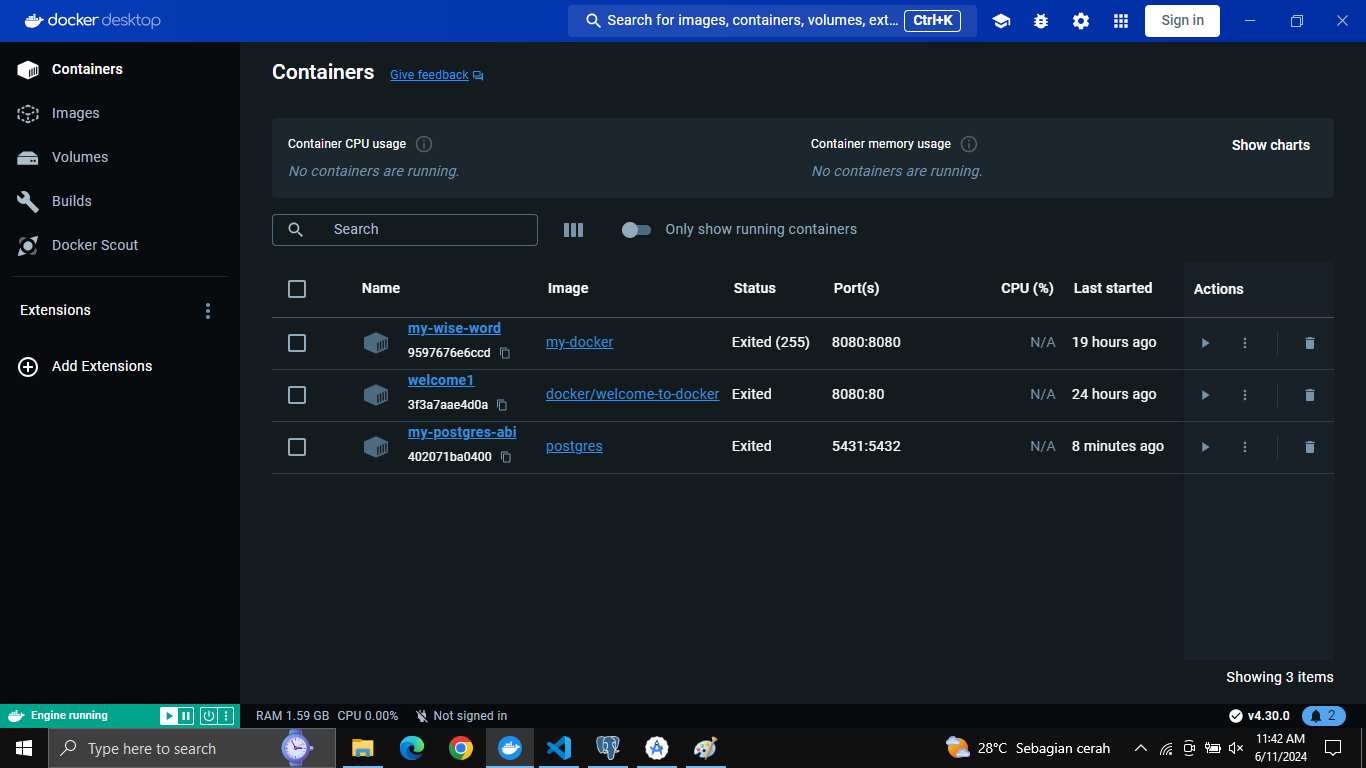 docker desktop
Search for images, containers, volumes, ext... Ctrl+K
Sign in
Containers
Images
Volumes
Builds
Docker Scout
Extensions
Add Extensions
Containers Give feedback
Container CPU usage
No containers are running.
Container memory usage
No containers are running.
Show charts
Search
Only show running containers
Name Image Status Port(s) CPU (%) Last started Actions
my-wise-word
9597676e6ccd
my-docker Exited (255) 8080:8080 N/A 19 hours ago
welcome1
3f3a7aae4d0a
docker/welcome-to-docker Exited 8080:80 N/A 24 hours ago
my-postgres-abi
402071ba0400
postgres Exited 5431:5432 N/A 8 minutes ago
Showing 3 items
Engine running
RAM 1.59 GB CPU 0.00% Not signed in
v4.30.0 2
Type here to search
28°C Sebagian cerah
11:42 AM
6/11/2024